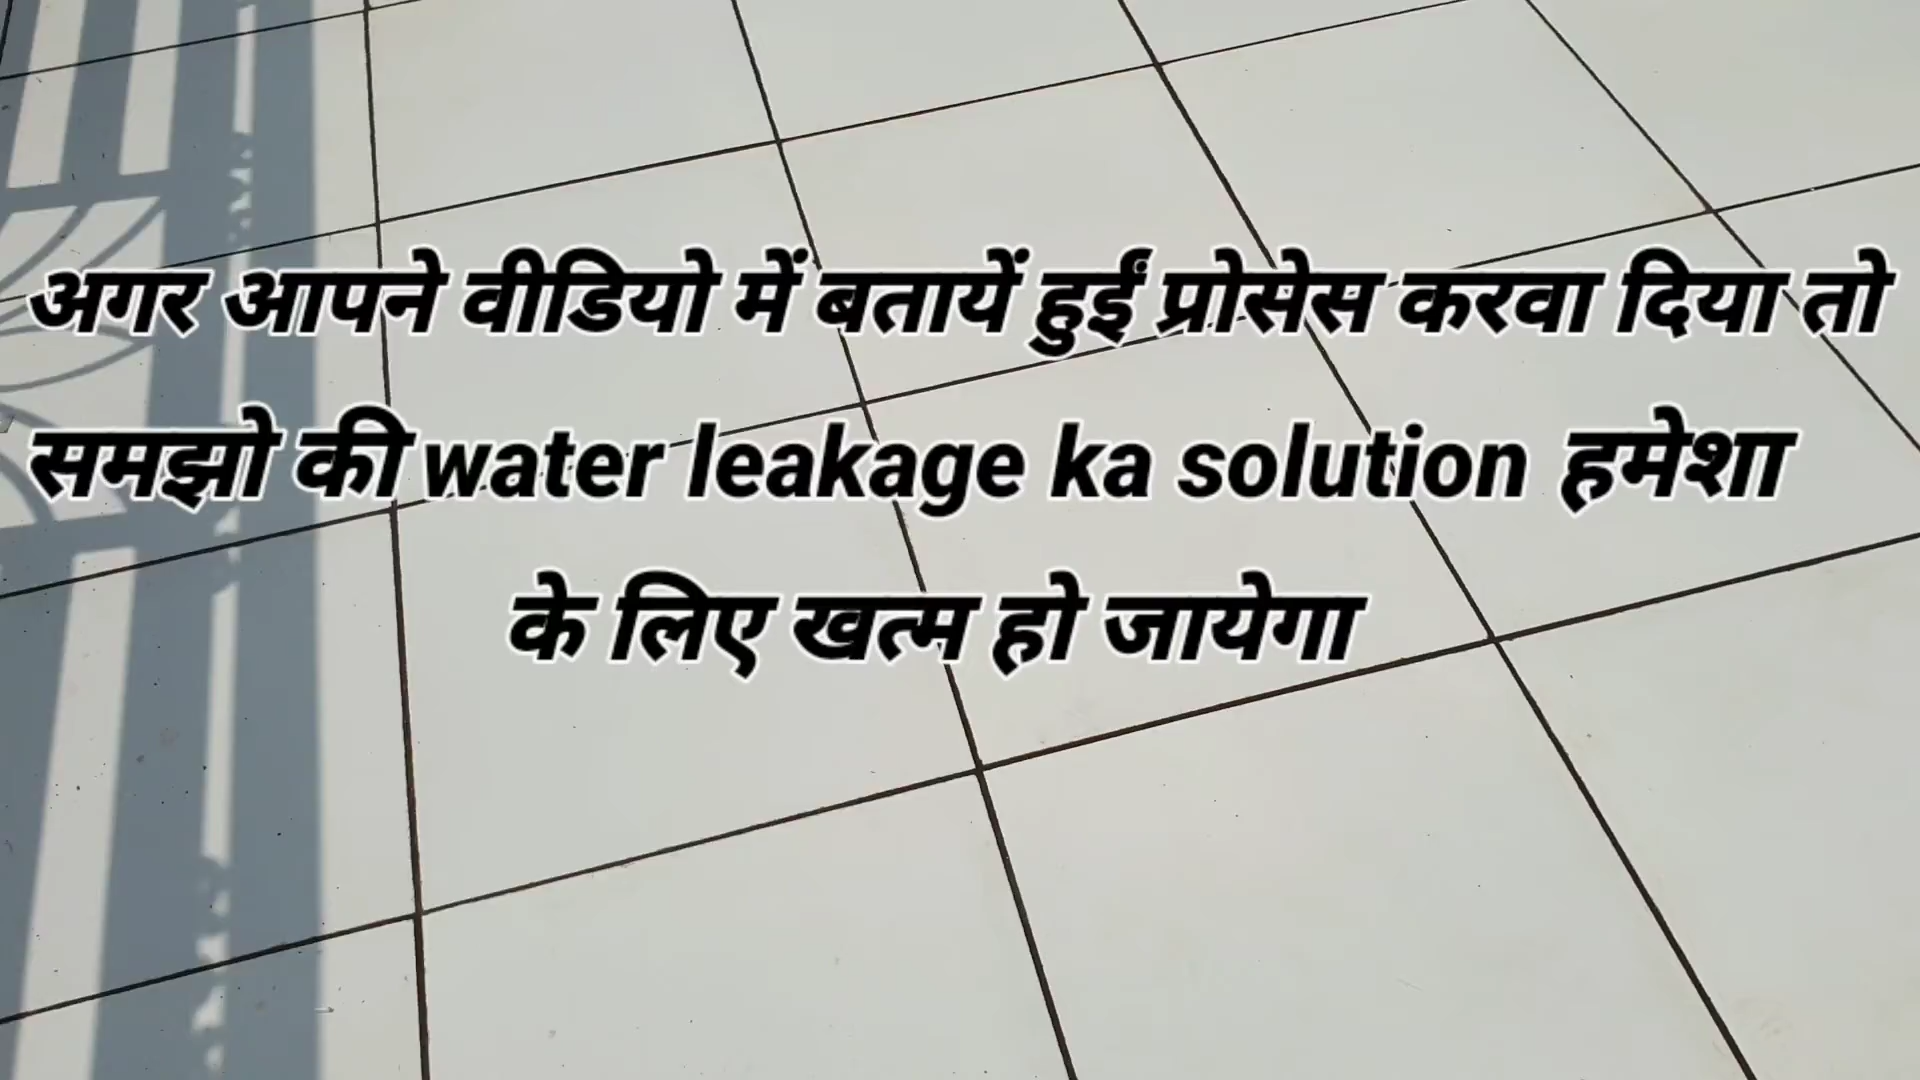 अगर आपने वीडियो में बतायें हुईं प्रोसेस करवा दिया तो
समझो की water leakage ka solution हमेशा
के लिए खत्म हो जायेगा